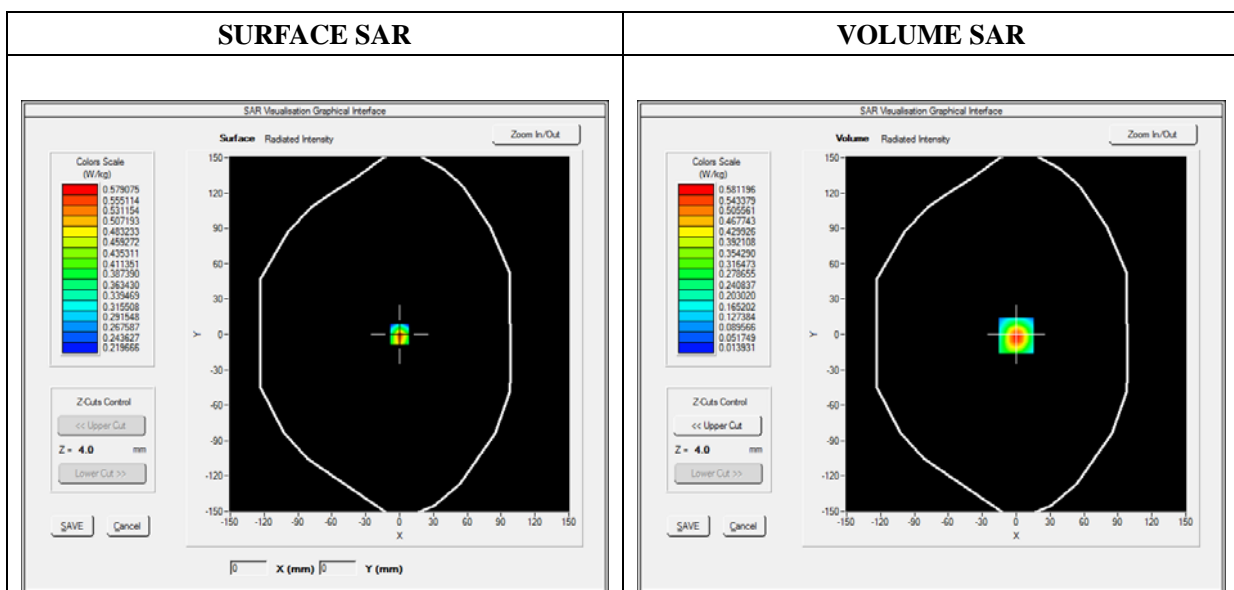 SURFACE SAR
VOLUME SAR
SAR Visualisation Graphical Interface
Surface Radiated Intensity
Zoom In/Out
Colors Scale
(W/kg)
0.579075
0.555114
0.531154
0.507193
0.483233
0.459272
0.435311
0.411351
0.387390
0.363430
0.339469
0.315508
0.291548
0.267587
0.243627
0.219666
Z-Cuts Control
<< Upper Cut
Z = 4.0 mm
Lower Cut >>
SAVE Cancel
150
120
90
60
30
0
-30
-60
-90
-120
-150
Y
-150 -120 -90 -60 -30 0 30 60 90 120 150
X
0 X (mm) 0 Y (mm)
SAR Visualisation Graphical Interface
Volume Radiated Intensity
Zoom In/Out
Colors Scale
(W/kg)
0.581196
0.543379
0.505561
0.467743
0.429926
0.392108
0.354290
0.316473
0.278655
0.240837
0.203020
0.165202
0.127384
0.089566
0.051749
0.013931
Z-Cuts Control
<< Upper Cut
Z = 4.0 mm
Lower Cut >>
SAVE Cancel
150
120
90
60
30
0
-30
-60
-90
-120
-150
Y
-150 -120 -90 -60 -30 0 30 60 90 120 150
X